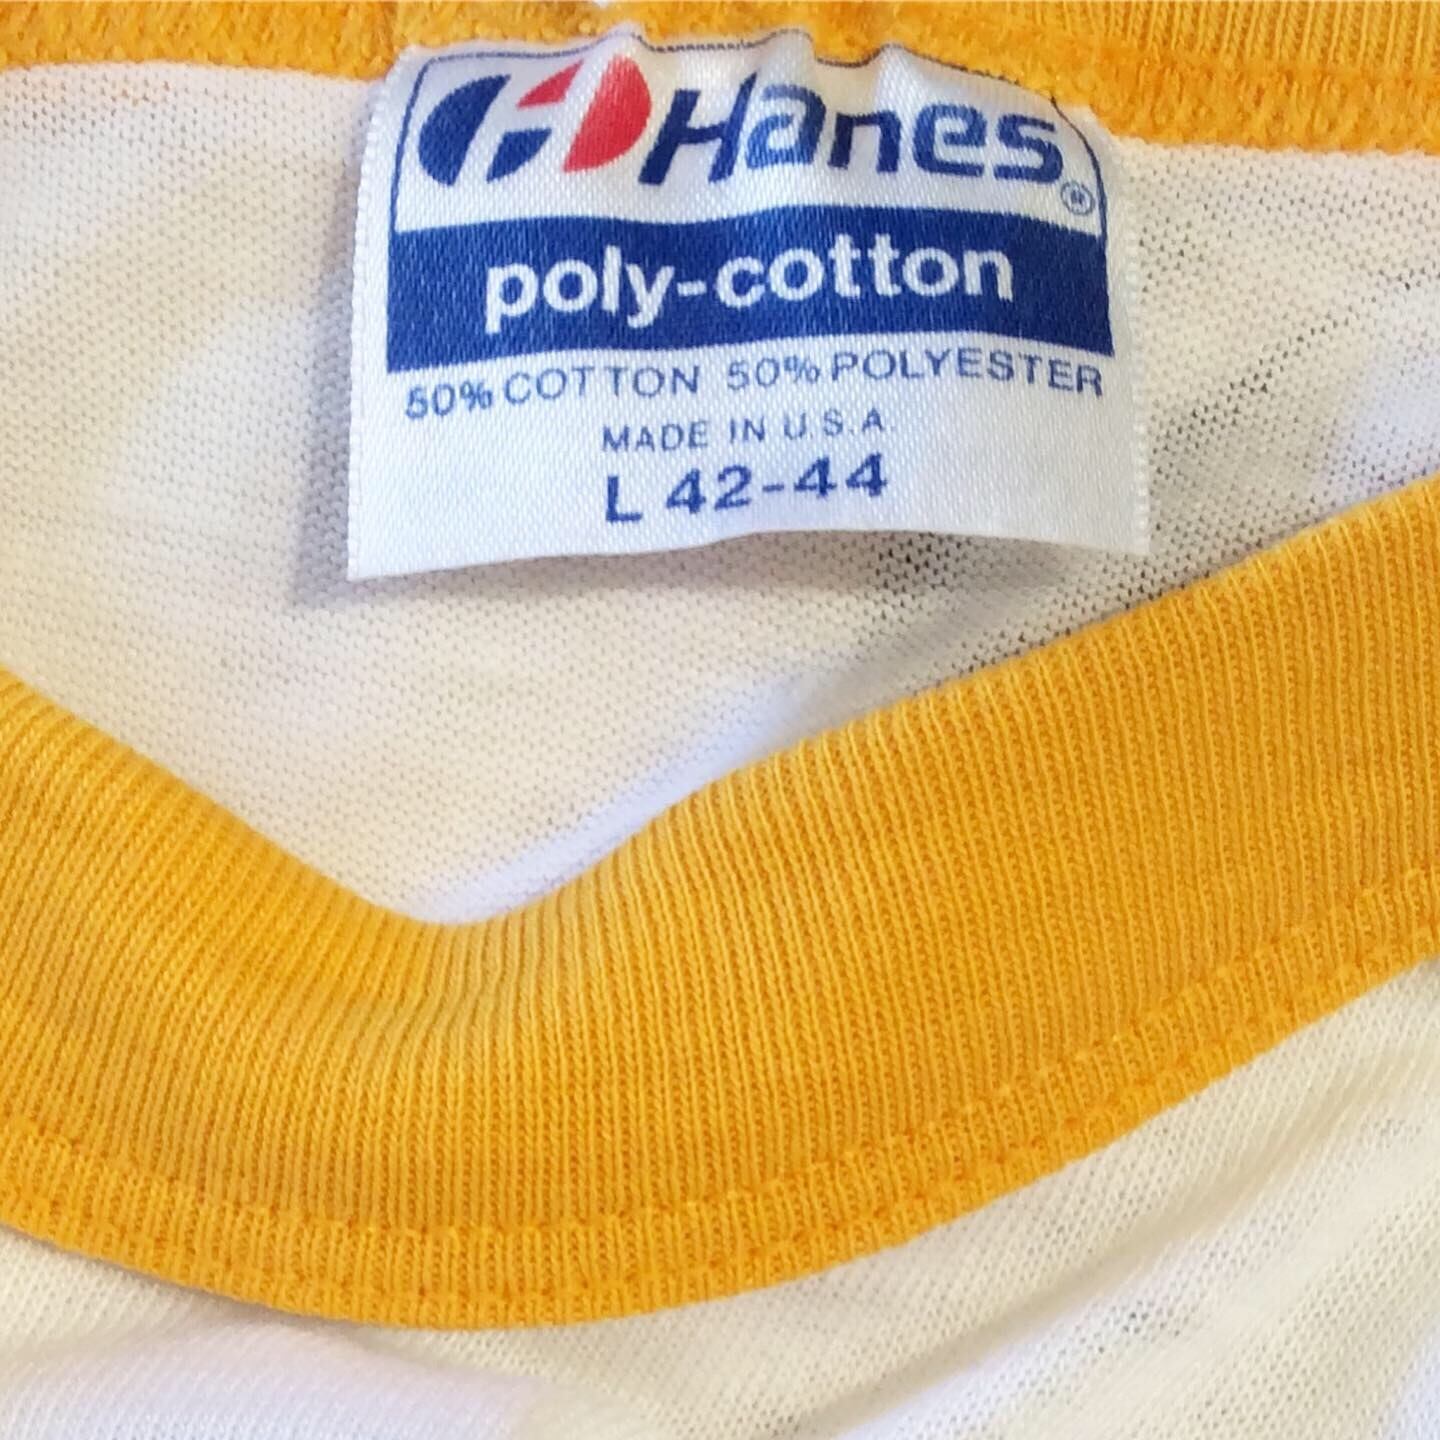 Hanes®
poly-cotton
50% COTTON 50% POLYESTER
MADE IN U.S.A.
L 42-44